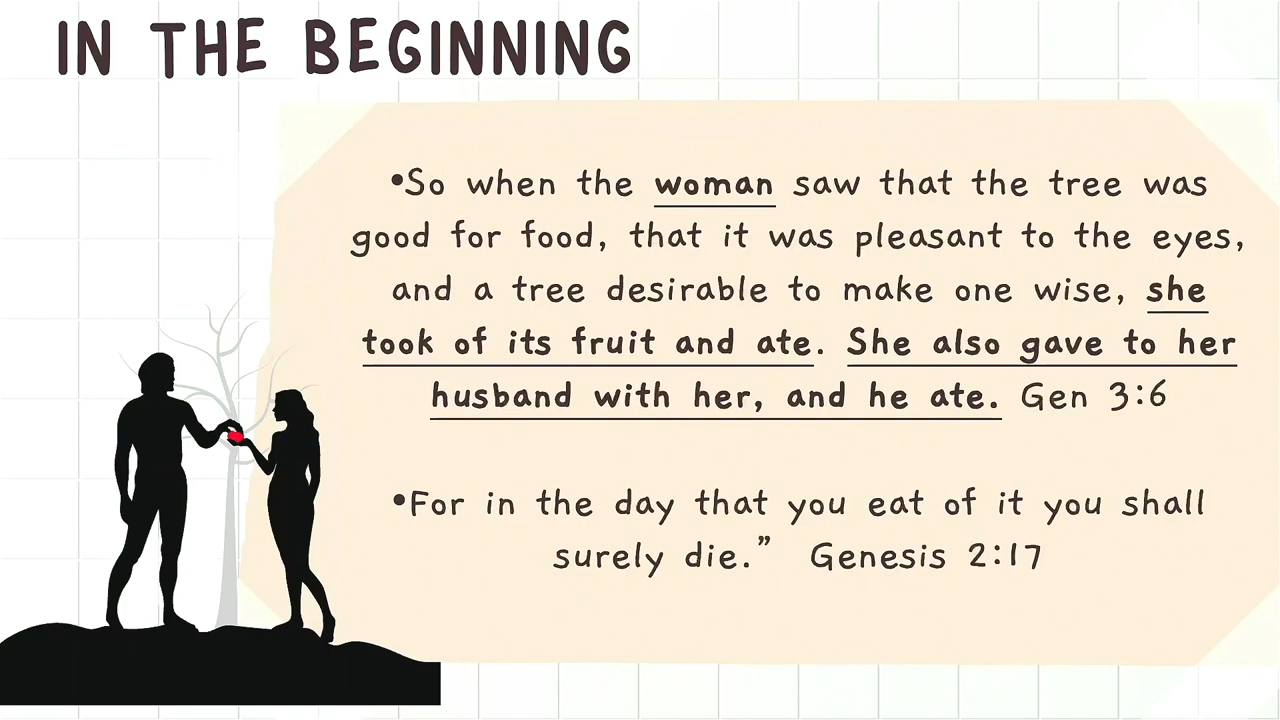 IN THE BEGINNING
•So when the woman saw that the tree was
good for food, that it was pleasant to the eyes,
and a tree desirable to make one wise, she
took of its fruit and ate. She also gave to her
husband with her, and he ate. Gen 3:6
•For in the day that you eat of it you shall
surely die.” Genesis 2:17